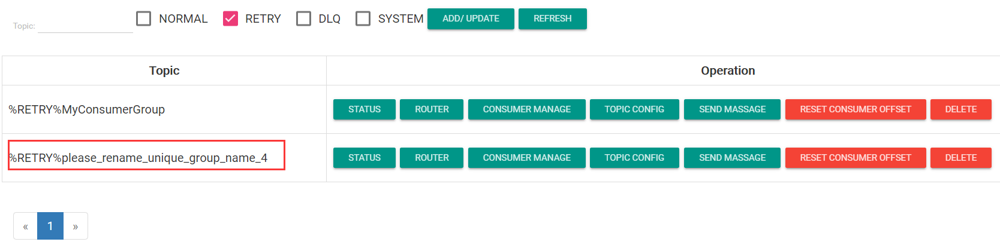 Topic: NORMAL RETRY DLQ SYSTEM ADD/ UPDATE REFRESH
Topic Operation
%RETRY%MyConsumerGroup STATUS ROUTER CONSUMER MANAGE TOPIC CONFIG SEND MASSAGE RESET CONSUMER OFFSET DELETE
%RETRY%please_rename_unique_group_name_4 STATUS ROUTER CONSUMER MANAGE TOPIC CONFIG SEND MASSAGE RESET CONSUMER OFFSET DELETE
« 1 »